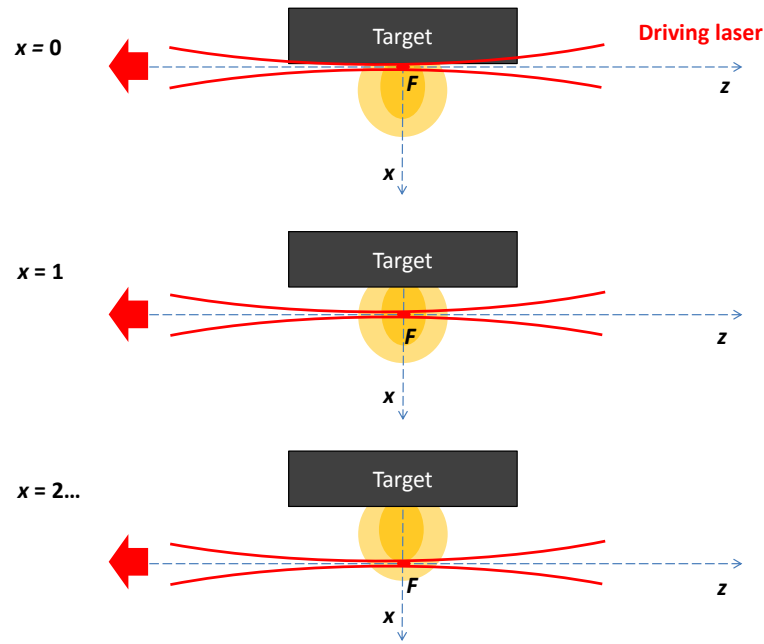 Target
Driving laser
x = 0
F
z
x
Target
x = 1
F
z
x
Target
x = 2...
F
z
x